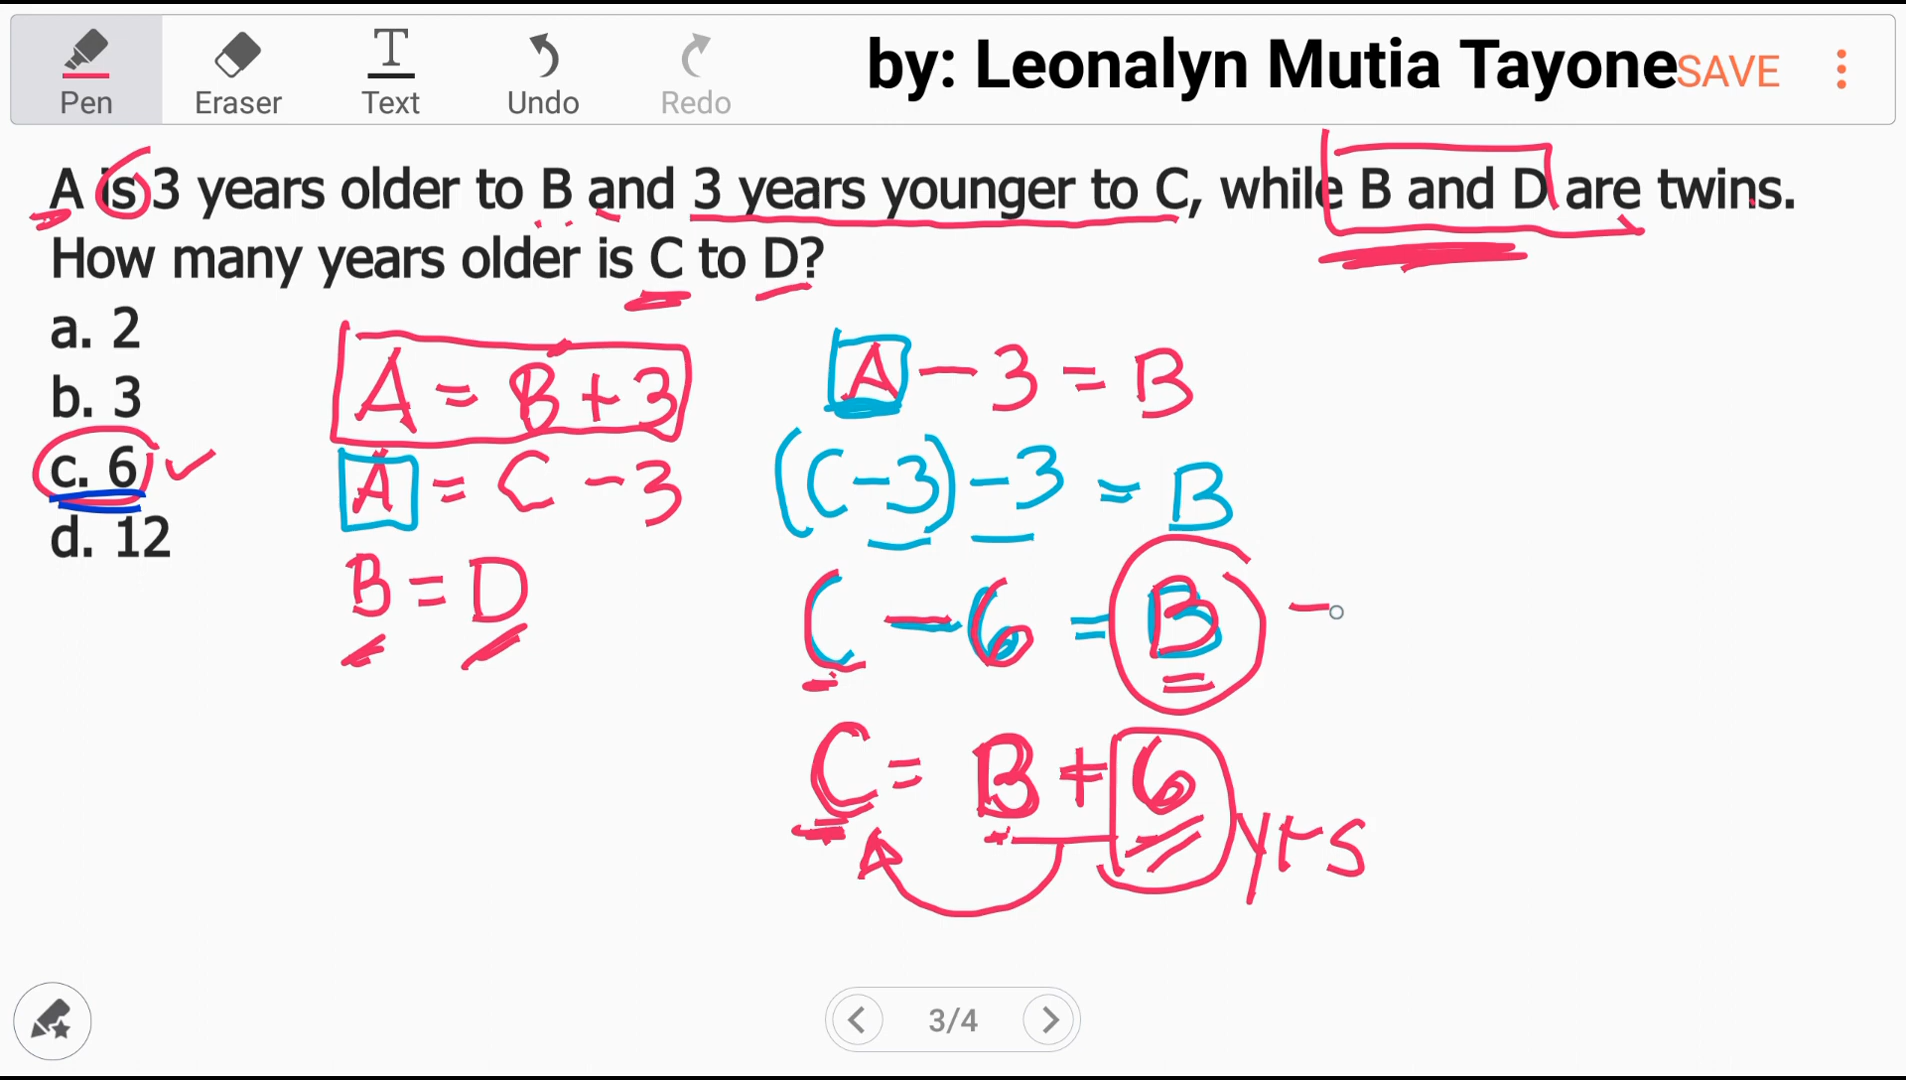 by: Leonalyn Mutia Tayone
SAVE
Pen Eraser Text Undo Redo
A is 3 years older to B and 3 years younger to C, while B and D are twins.
How many years older is C to D?
a. 2
b. 3
c. 6
d. 12
6
A = B + 3
A = C - 3
B = D
A - 3 = B
(C - 3) - 3 = B
C - 6 = B -
C = B + 6 yrs
3/4